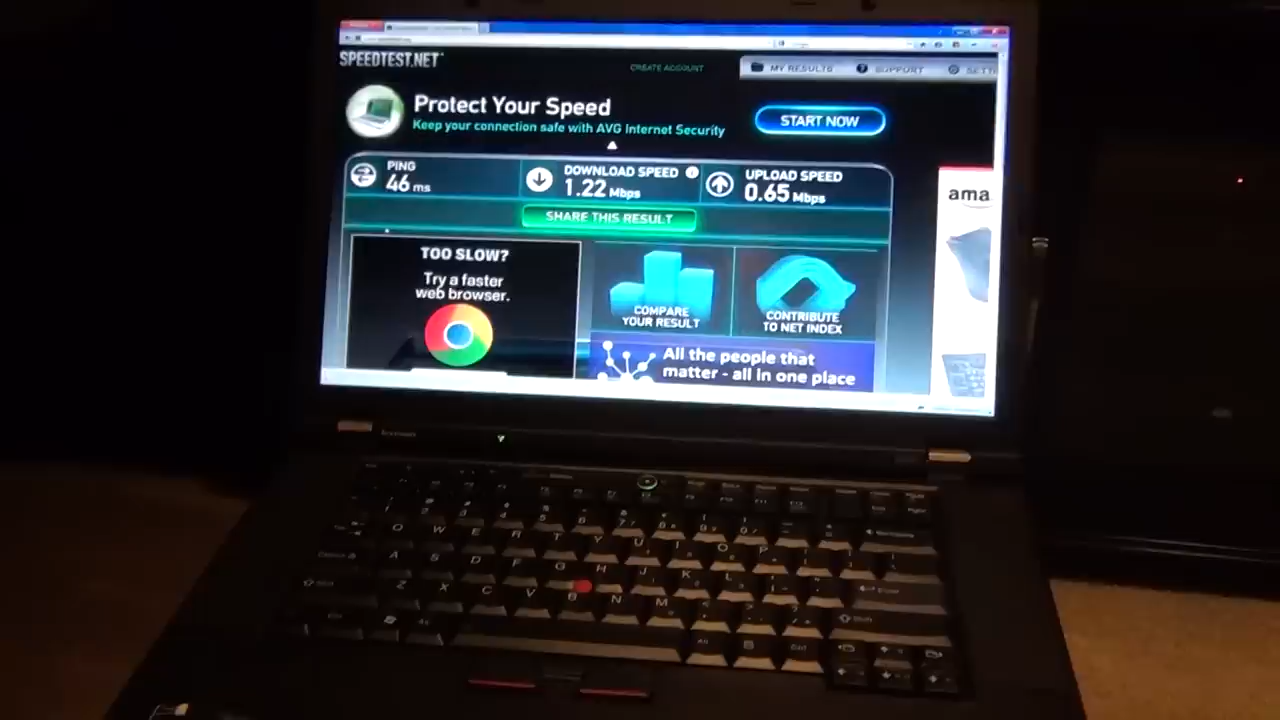 SPEEDTEST.NET
CREATE ACCOUNT
MY RESULTS
SUPPORT
Protect Your Speed
Keep your connection safe with AVG Internet Security
START NOW
PING
46 ms
DOWNLOAD SPEED
1.22 Mbps
UPLOAD SPEED
0.65 Mbps
SHARE THIS RESULT
ama
TOO SLOW?
Try a faster
web browser.
COMPARE
YOUR RESULT
CONTRIBUTE
TO NET INDEX
All the people that
matter - all in one place
Q W E R T Y U I O P
A S D F G H J K L
Z X C V B N M